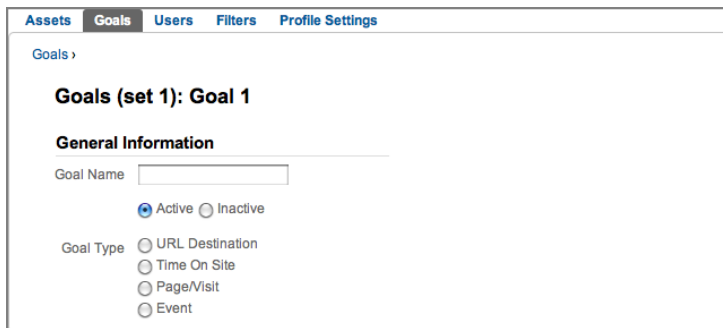 Assets Goals Users Filters Profile Settings
Goals ›
Goals (set 1): Goal 1
General Information
Goal Name
Active Inactive
Goal Type URL Destination
Time On Site
Page/Visit
Event